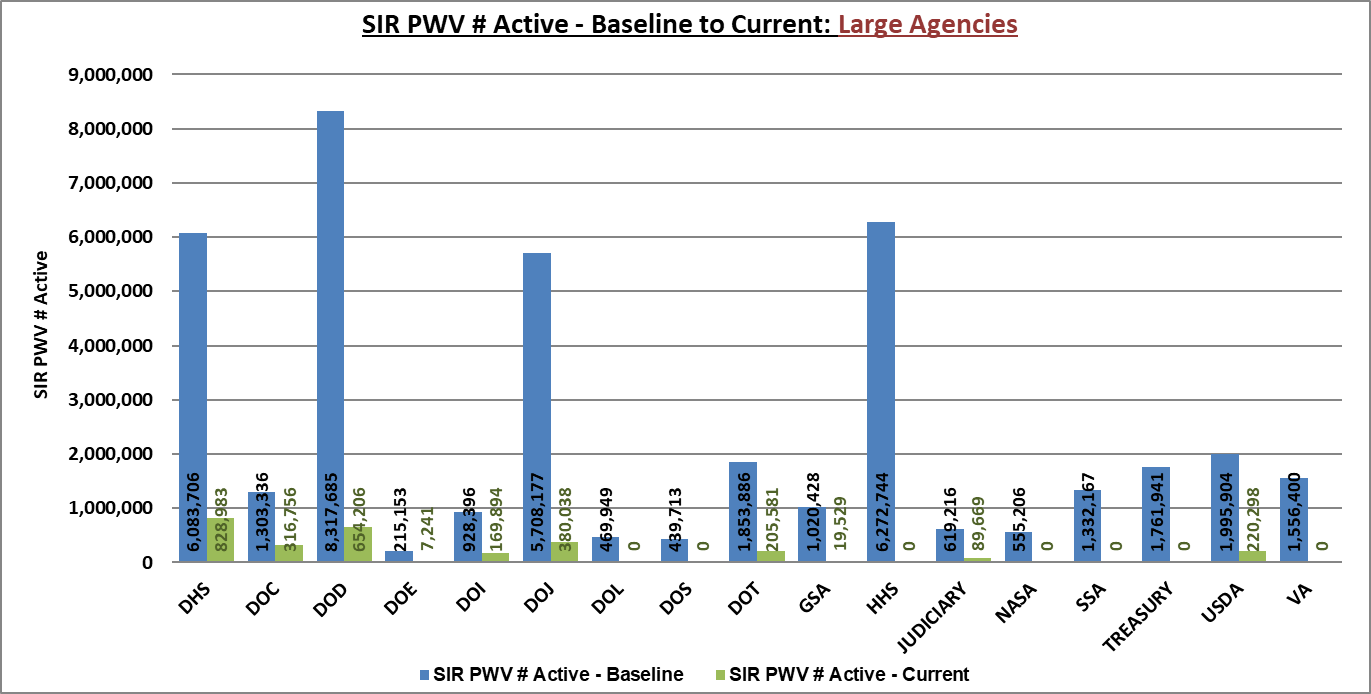 SIR PWV # Active - Baseline to Current: Large Agencies
SIR PWV # Active
9,000,000
8,000,000
7,000,000
6,000,000
5,000,000
4,000,000
3,000,000
2,000,000
1,000,000
0
6,083,706
828,983
1,303,336
316,756
8,317,685
654,206
215,153
7,241
928,396
169,894
5,708,177
380,038
469,949
0
439,713
0
1,853,886
205,581
1,020,428
19,529
6,272,744
0
619,216
89,669
555,206
0
1,332,167
0
1,761,941
0
1,995,904
220,298
1,556,400
0
DHS
DOC
DOD
DOE
DOI
DOJ
DOL
DOS
DOT
GSA
HHS
JUDICIARY
NASA
SSA
TREASURY
USDA
VA
SIR PWV # Active - Baseline
SIR PWV # Active - Current